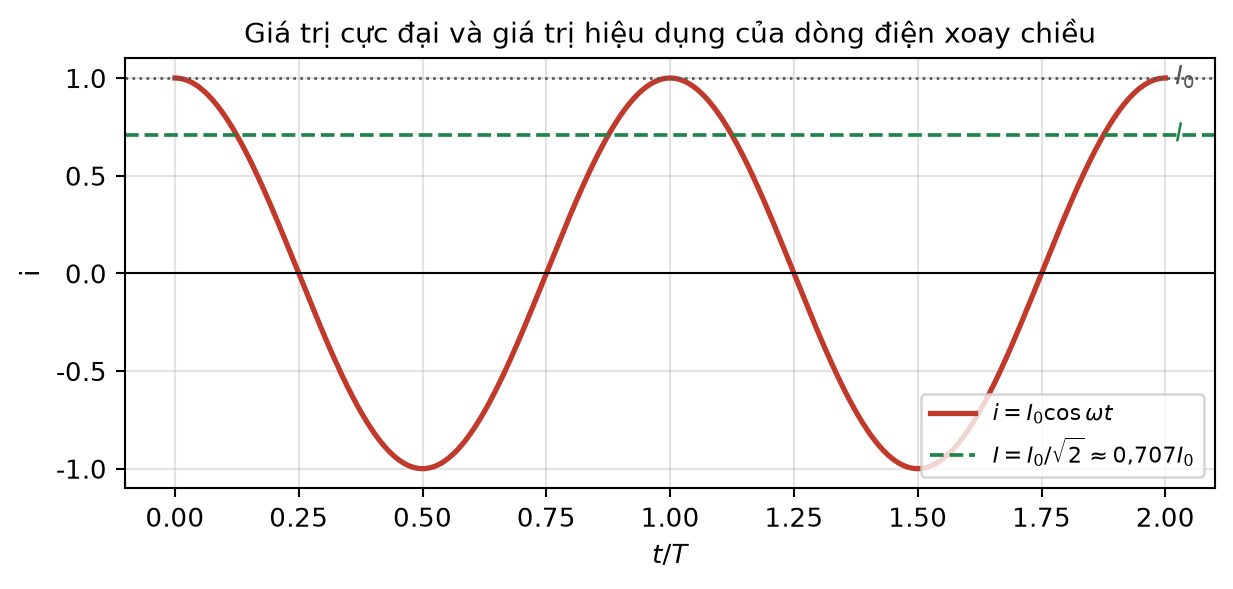 Giá trị cực đại và giá trị hiệu dụng của dòng điện xoay chiều
1.0
0.5
0.0
-0.5
-1.0
i
I₀
I
i = I₀cos ωt
I = I₀/√2 ≈ 0,707I₀
0.00 0.25 0.50 0.75 1.00 1.25 1.50 1.75 2.00
t/T